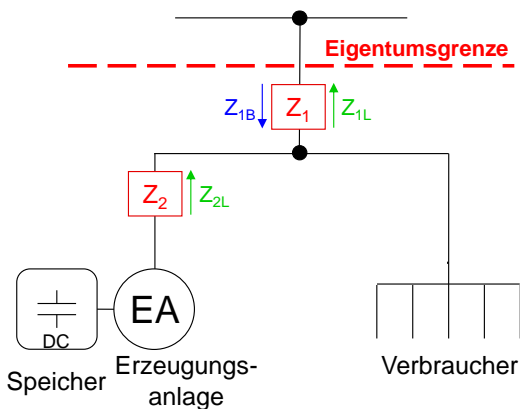 Eigentumsgrenze
Z1B
Z1
Z1L
Z2
Z2L
EA
DC
Speicher
Erzeugungs-
anlage
Verbraucher